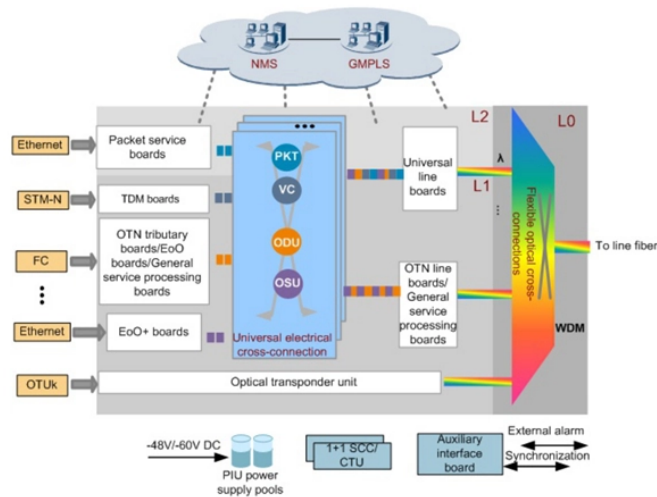 NMS
GMPLS
L2
L0
Ethernet
Packet service
boards
•••
PKT
Universal
line
boards
λ
L1
...
STM-N
TDM boards
VC
Flexible optical cross-
connections
FC
OTN tributary
boards/EoO
boards/General
service processing
boards
ODU
To line fiber
OTN line
boards/
General
service
processing
boards
OSU
Ethernet
EoO+ boards
Universal electrical
cross-connection
WDM
OTUk
Optical transponder unit
-48V/-60V DC
PIU power
supply pools
1+1 SCC/
CTU
Auxiliary
interface
board
External alarm
Synchronization